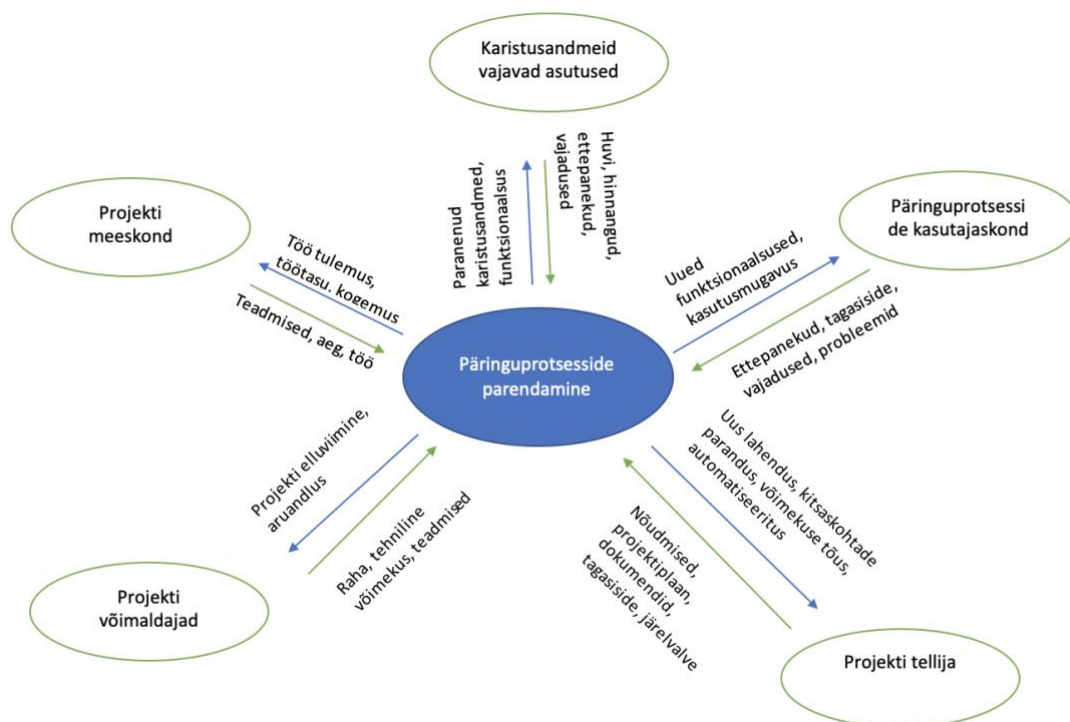 Karistusandmeid
vajavad asutused
Paranenud
karistusandmed,
funktsionaalsus
Huvi, hinnangud,
ettepanekud,
vajadused
Projekti
meeskond
Töö tulemus,
töötasu. kogemus
Teadmised, aeg, töö
Päringuprotsessi
de kasutajaskond
Uued
funktsionaalsused,
kasutusmugavus
Ettepanekud, tagasiside,
vajadused, probleemid
Päringuprotsesside
parendamine
Projekti elluviimine,
aruandlus
Raha, tehniline
võimekus, teadmised
Projekti
võimaldajad
Uus lahendus, kitsaskohtade
parandus, võimekuse tõus,
automatiseeritus
Nõudmised,
projektiplaan,
dokumendid,
tagasiside, järelvalve
Projekti tellija